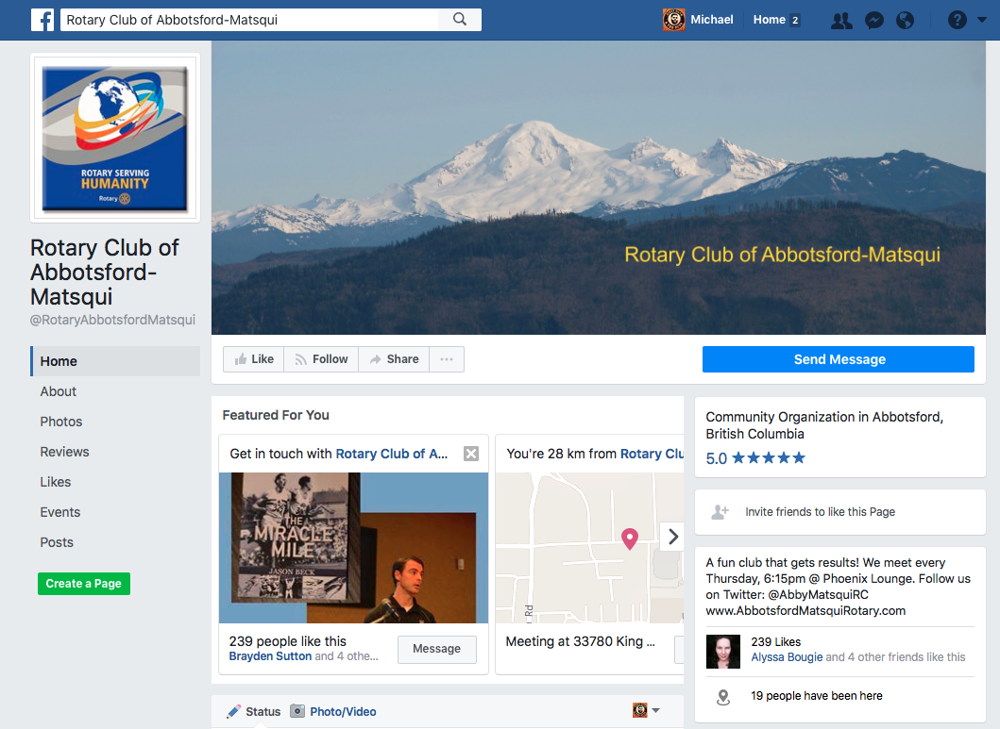 Rotary Club of Abbotsford-Matsqui
Michael
Home 2
?
ROTARY SERVING
HUMANITY
Rotary
Rotary Club of Abbotsford-Matsqui
Rotary Club of
Abbotsford-
Matsqui
@RotaryAbbotsfordMatsqui
Home
About
Photos
Reviews
Likes
Events
Posts
Create a Page
Like
Follow
Share
...
Send Message
Featured For You
Get in touch with Rotary Club of A...
THE
MIRACLE
MILE
JASON BECK
239 people like this
Brayden Sutton and 4 othe...
Message
You're 28 km from Rotary Clu
Rd
Meeting at 33780 King ...
Status
Photo/Video
Community Organization in Abbotsford,
British Columbia
5.0 ★★★★★
Invite friends to like this Page
A fun club that gets results! We meet every
Thursday, 6:15pm @ Phoenix Lounge. Follow us
on Twitter: @AbbyMatsquiRC
www.AbbotsfordMatsquiRotary.com
239 Likes
Alyssa Bougie and 4 other friends like this
19 people have been here